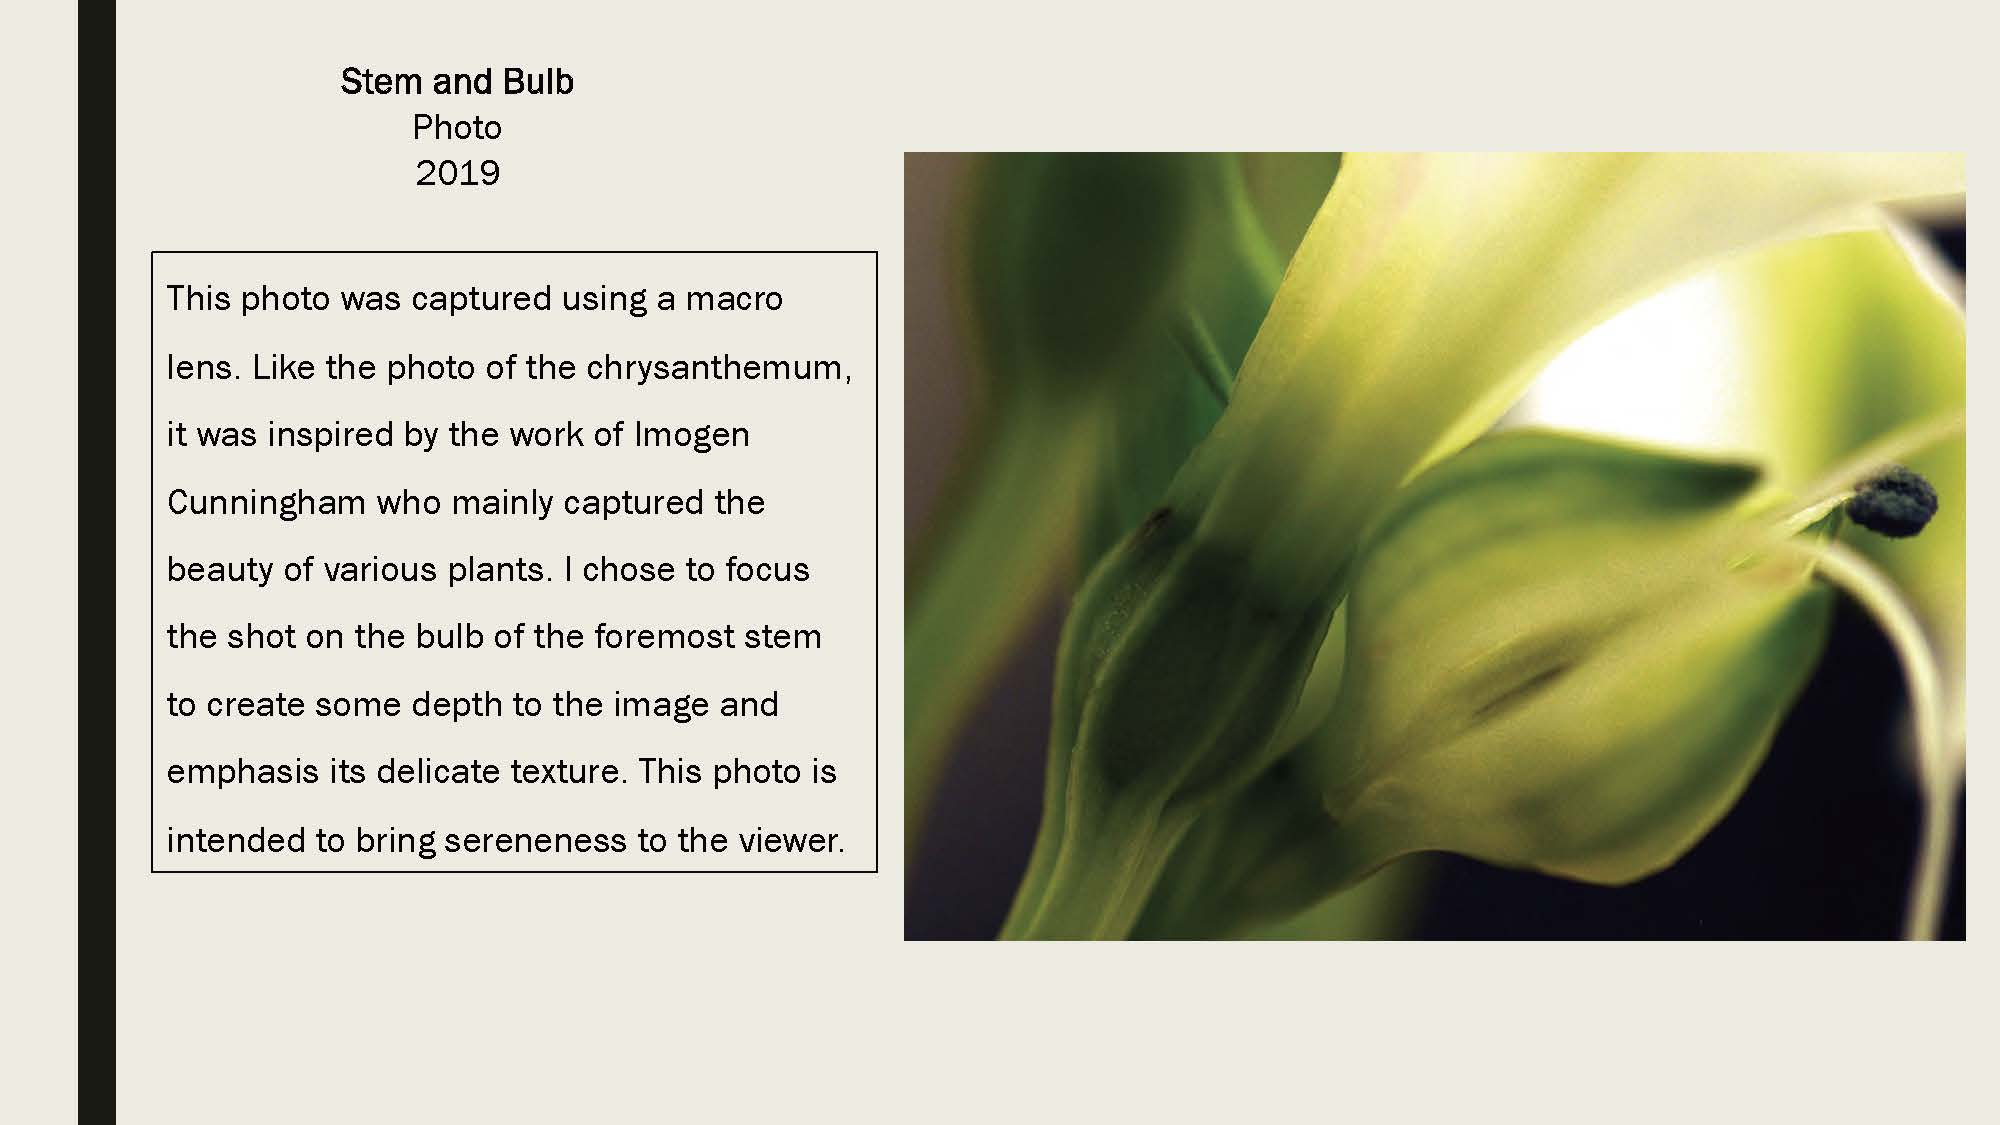 Stem and Bulb
Photo
2019
This photo was captured using a macro
lens. Like the photo of the chrysanthemum,
it was inspired by the work of Imogen
Cunningham who mainly captured the
beauty of various plants. I chose to focus
the shot on the bulb of the foremost stem
to create some depth to the image and
emphasis its delicate texture. This photo is
intended to bring sereneness to the viewer.